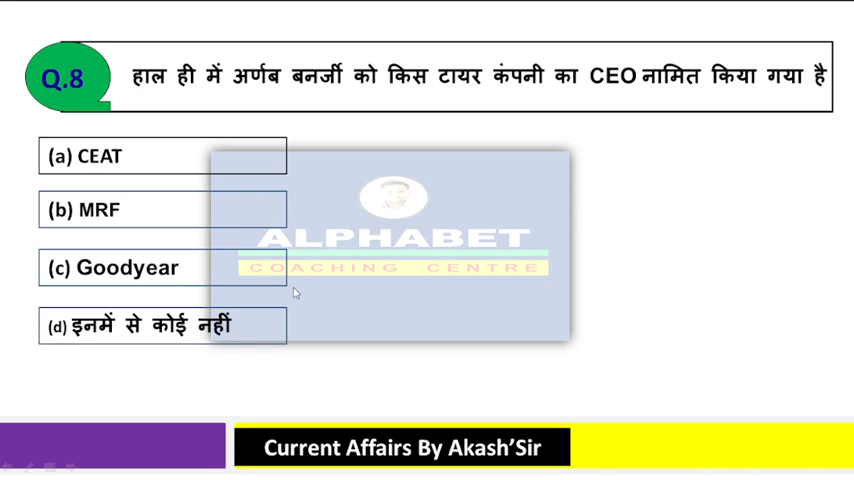 Q.8
हाल ही में अर्णब बनर्जी को किस टायर कंपनी का CEO नामित किया गया है
(a) CEAT
(b) MRF
(c) Goodyear
(d) इनमें से कोई नहीं
ALPHABET
COACHING CENTRE
Current Affairs By Akash’Sir